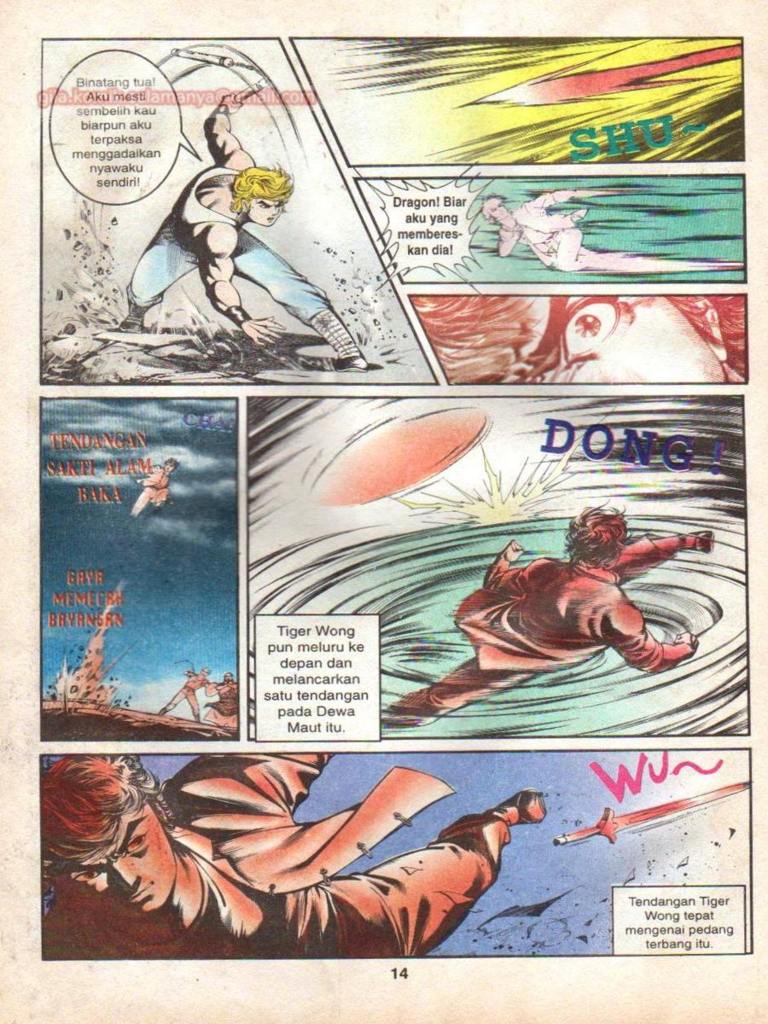 Binatang tua!
Aku mesti
sembelih kau
biarpun aku
terpaksa
menggadaikan
nyawaku
sendiri!
SHU~
Dragon! Biar
aku yang
memberes-
kan dia!
CHA!
TENDANGAN
SAKTI ALAM
BAKA
GAYA
MEMECAH
BAYANGAN
DONG!
Tiger Wong
pun meluru ke
depan dan
melancarkan
satu tendangan
pada Dewa
Maut itu.
WU~
Tendangan Tiger
Wong tepat
mengenai pedang
terbang itu.
14